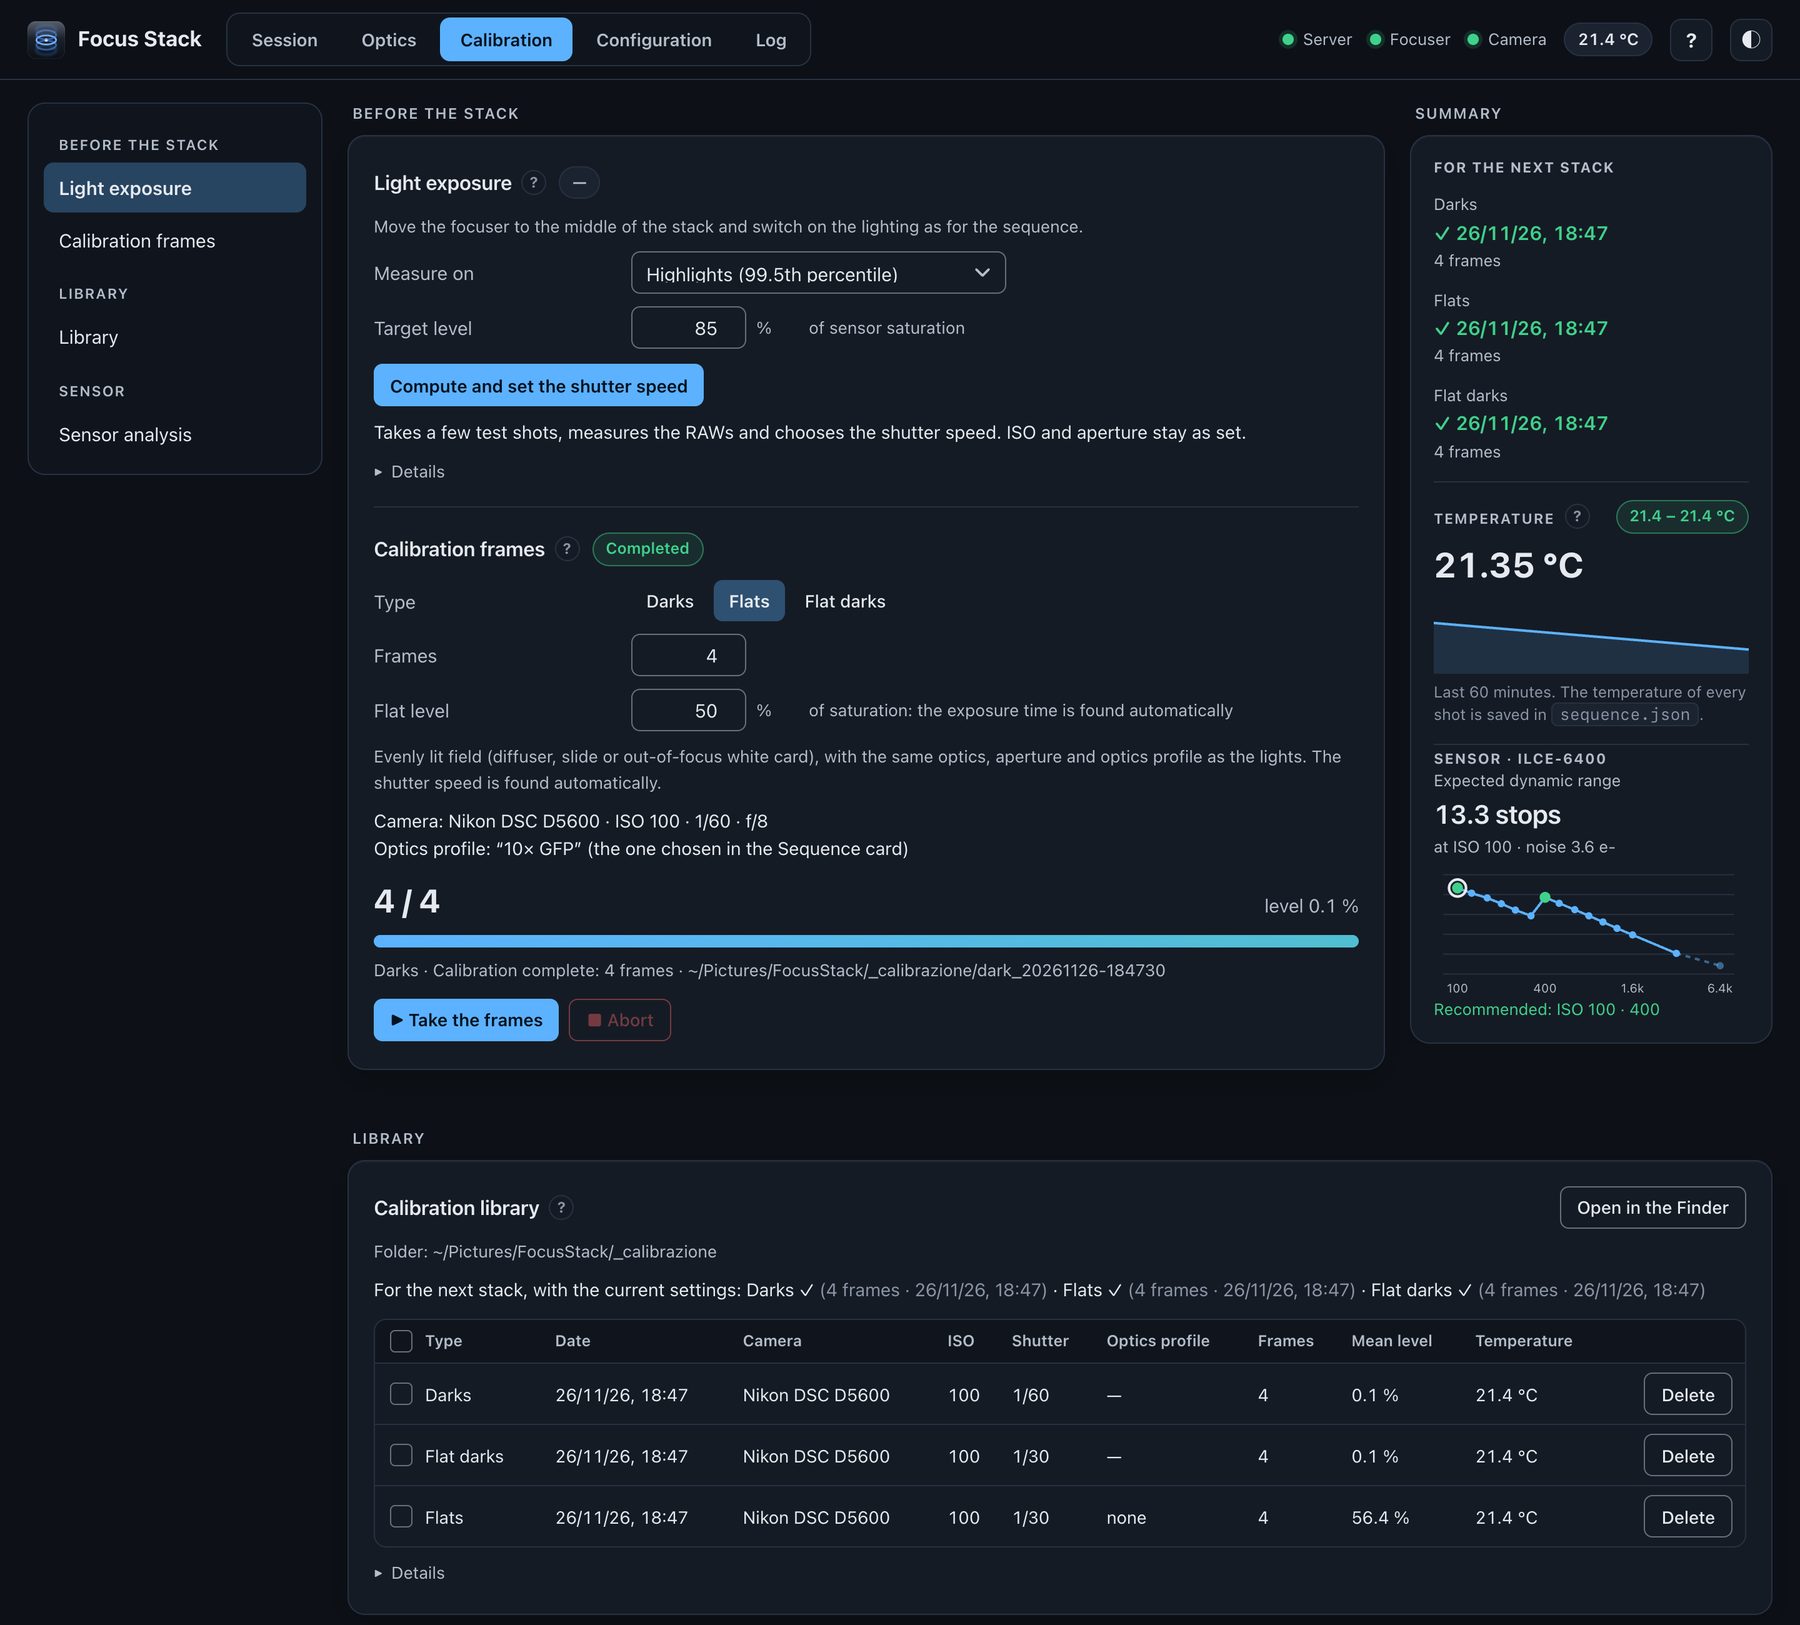 Focus Stack
Session Optics Calibration Configuration Log
Server Focuser Camera 21.4 °C ?
BEFORE THE STACK
Light exposure
Calibration frames
LIBRARY
Library
SENSOR
Sensor analysis
BEFORE THE STACK
Light exposure ? —
Move the focuser to the middle of the stack and switch on the lighting as for the sequence.
Measure on Highlights (99.5th percentile)
Target level 85 % of sensor saturation
Compute and set the shutter speed
Takes a few test shots, measures the RAWs and chooses the shutter speed. ISO and aperture stay as set.
▸ Details
Calibration frames ? Completed
Type Darks Flats Flat darks
Frames 4
Flat level 50 % of saturation: the exposure time is found automatically
Evenly lit field (diffuser, slide or out-of-focus white card), with the same optics, aperture and optics profile as the lights. The
shutter speed is found automatically.
Camera: Nikon DSC D5600 · ISO 100 · 1/60 · f/8
Optics profile: “10× GFP” (the one chosen in the Sequence card)
4 / 4 level 0.1 %
Darks · Calibration complete: 4 frames · ~/Pictures/FocusStack/_calibrazione/dark_20261126-184730
▶ Take the frames ■ Abort
SUMMARY
FOR THE NEXT STACK
Darks
✓ 26/11/26, 18:47
4 frames
Flats
✓ 26/11/26, 18:47
4 frames
Flat darks
✓ 26/11/26, 18:47
4 frames
TEMPERATURE ? 21.4 – 21.4 °C
21.35 °C
Last 60 minutes. The temperature of every
shot is saved in sequence.json .
SENSOR · ILCE-6400
Expected dynamic range
13.3 stops
at ISO 100 · noise 3.6 e-
100 400 1.6k 6.4k
Recommended: ISO 100 · 400
LIBRARY
Calibration library ? Open in the Finder
Folder: ~/Pictures/FocusStack/_calibrazione
For the next stack, with the current settings: Darks ✓ (4 frames · 26/11/26, 18:47) · Flats ✓ (4 frames · 26/11/26, 18:47) · Flat darks ✓ (4 frames · 26/11/26, 18:47)
Type Date Camera ISO Shutter Optics profile Frames Mean level Temperature
Darks 26/11/26, 18:47 Nikon DSC D5600 100 1/60 — 4 0.1 % 21.4 °C Delete
Flat darks 26/11/26, 18:47 Nikon DSC D5600 100 1/30 — 4 0.1 % 21.4 °C Delete
Flats 26/11/26, 18:47 Nikon DSC D5600 100 1/30 none 4 56.4 % 21.4 °C Delete
▸ Details